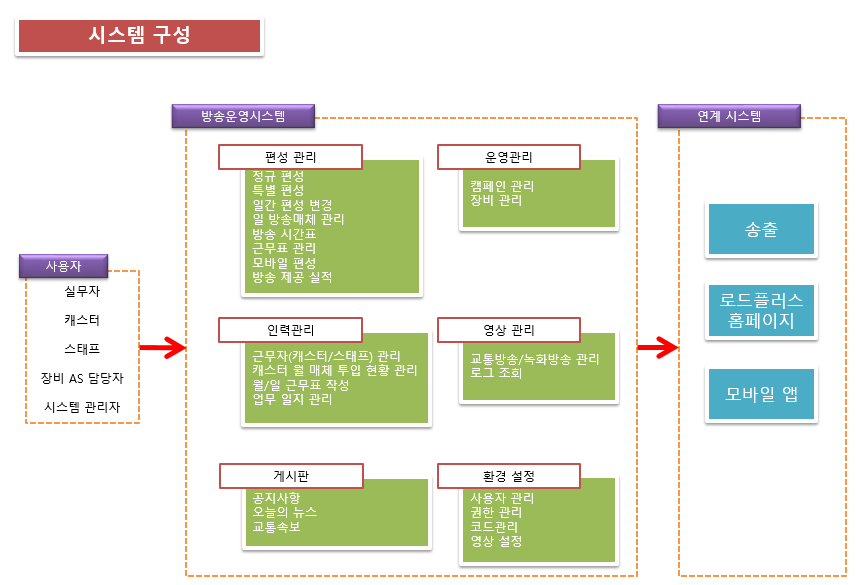 시스템 구성
사용자
실무자
캐스터
스태프
장비 AS 담당자
시스템 관리자
방송운영시스템
편성 관리
정규 편성
특별 편성
일간 편성 변경
일 방송매체 관리
방송 시간표
근무표 관리
모바일 편성
방송 제공 실적
운영관리
캠페인 관리
장비 관리
인력관리
근무자(캐스터/스태프) 관리
캐스터 월 매체 투입 현황 관리
월/일 근무표 작성
업무 일지 관리
영상 관리
교통방송/녹화방송 관리
로그 조회
게시판
공지사항
오늘의 뉴스
교통속보
환경 설정
사용자 관리
권한 관리
코드관리
영상 설정
연계 시스템
송출
로드플러스
홈페이지
모바일 앱